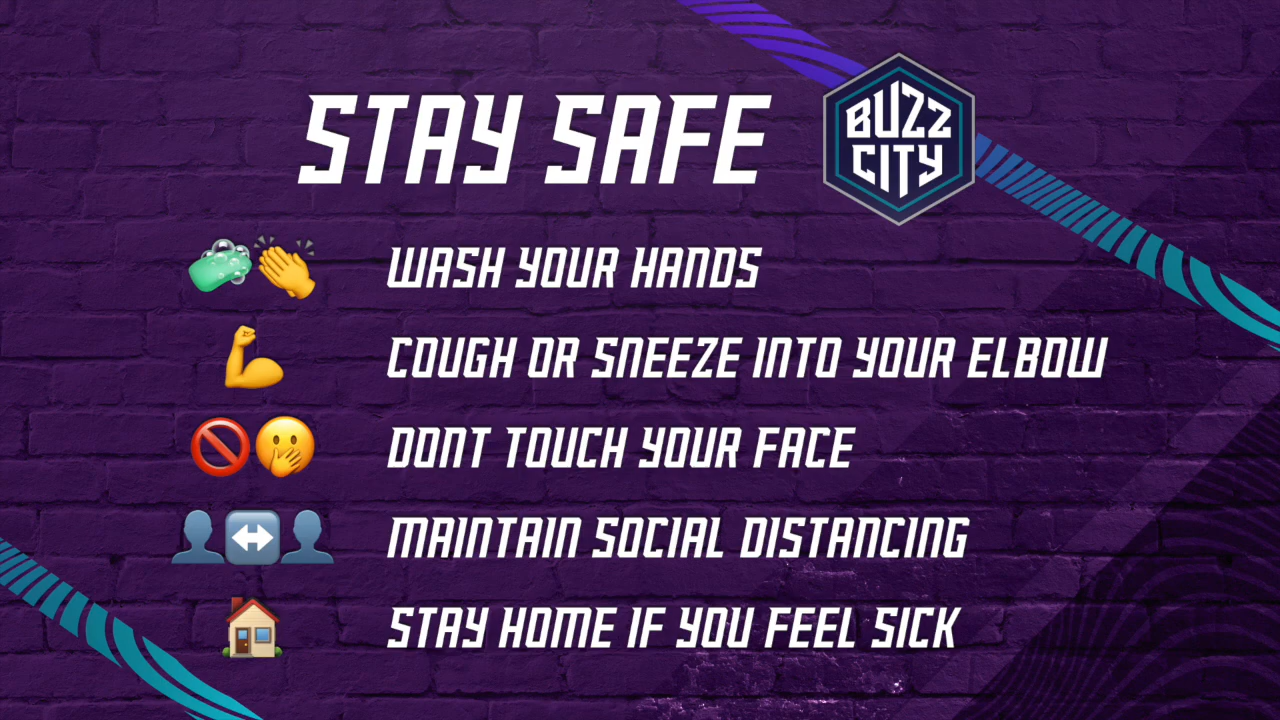 STAY SAFE
BUZZ
CITY
WASH YOUR HANDS
COUGH OR SNEEZE INTO YOUR ELBOW
DONT TOUCH YOUR FACE
MAINTAIN SOCIAL DISTANCING
STAY HOME IF YOU FEEL SICK